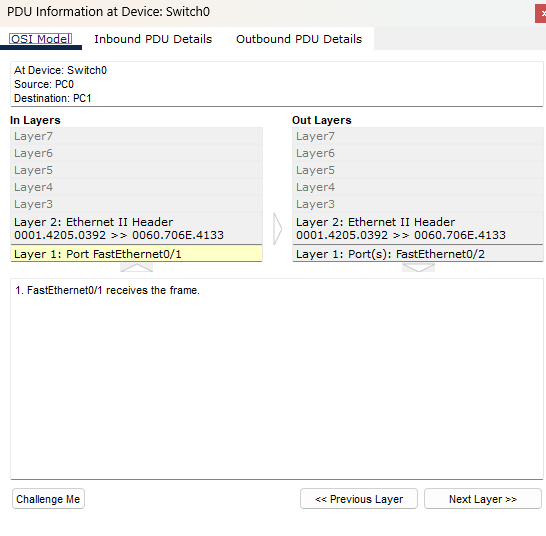 PDU Information at Device: Switch0
OSI Model Inbound PDU Details Outbound PDU Details
At Device: Switch0
Source: PC0
Destination: PC1
In Layers
Layer7
Layer6
Layer5
Layer4
Layer3
Layer 2: Ethernet II Header
0001.4205.0392 >> 0060.706E.4133
Layer 1: Port FastEthernet0/1
Out Layers
Layer7
Layer6
Layer5
Layer4
Layer3
Layer 2: Ethernet II Header
0001.4205.0392 >> 0060.706E.4133
Layer 1: Port(s): FastEthernet0/2
1. FastEthernet0/1 receives the frame.
Challenge Me << Previous Layer Next Layer >>